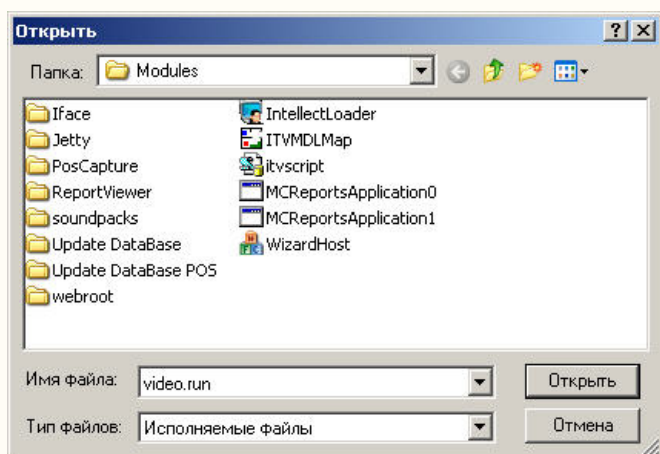 Открыть
Папка: Modules
Iface
Jetty
PosCapture
ReportViewer
soundpacks
Update DataBase
Update DataBase POS
webroot
IntellectLoader
ITVMDLMap
itvscript
MCReportsApplication0
MCReportsApplication1
WizardHost
Имя файла: video.run Открыть
Тип файлов: Исполняемые файлы Отмена